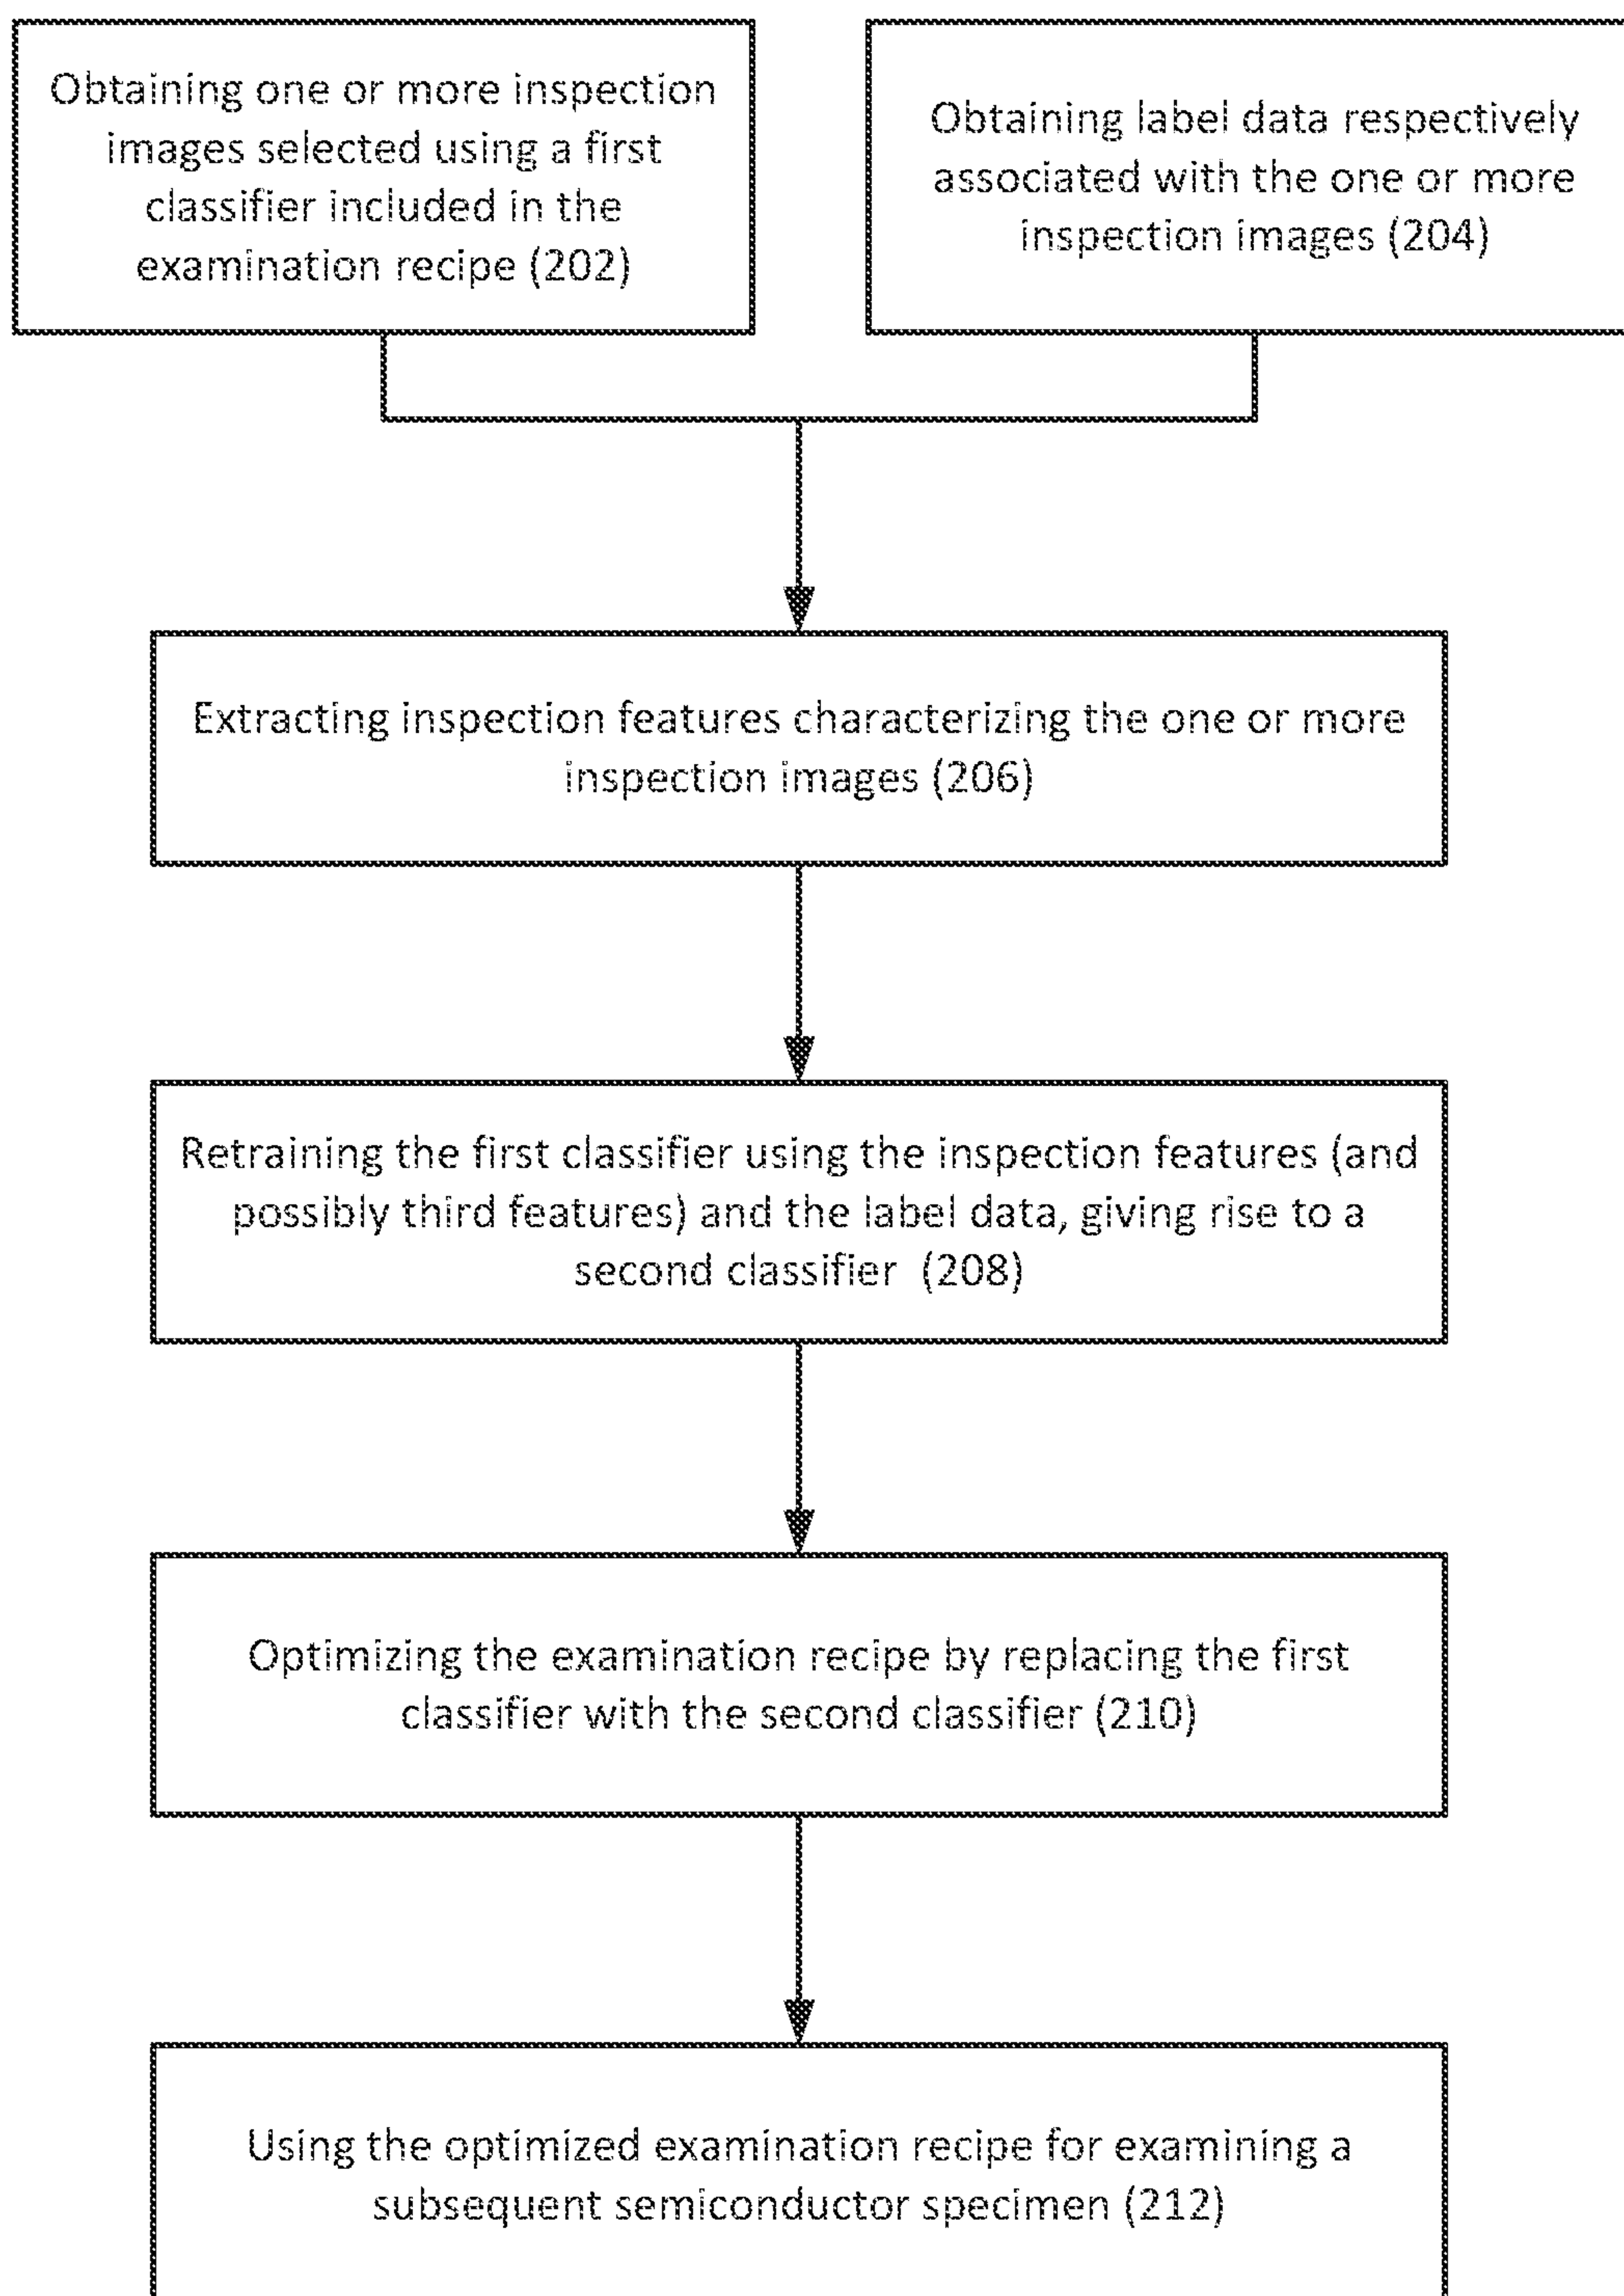 Obtaining one or more inspection
images selected using a first
classifier included in the
examination recipe (202)
Obtaining label data respectively
associated with the one or more
inspection images (204)
Extracting inspection features characterizing the one or more
inspection images (206)
Retraining the first classifier using the inspection features (and
possibly third features) and the label data, giving rise to a
second classifier (208)
Optimizing the examination recipe by replacing the first
classifier with the second classifier (210)
Using the optimized examination recipe for examining a
subsequent semiconductor specimen (212)